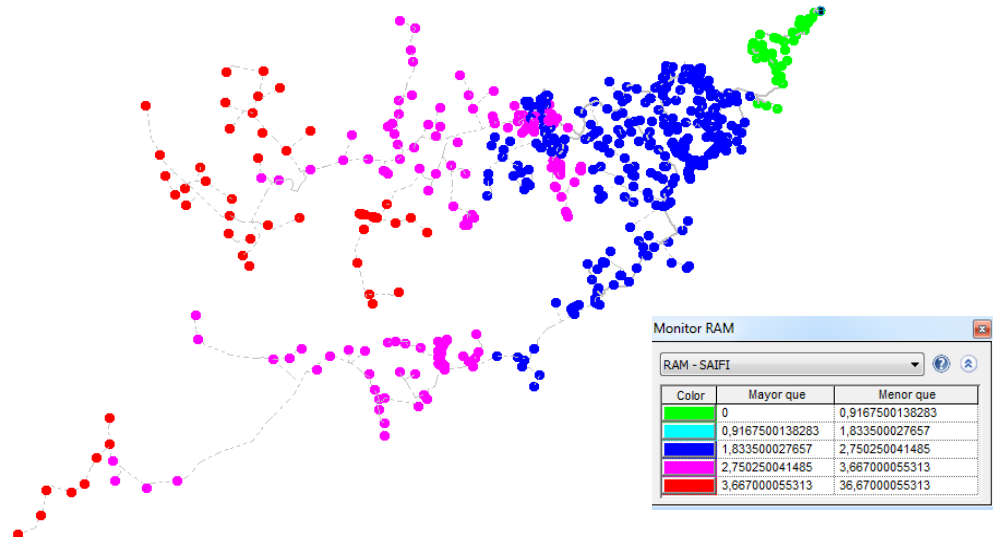 Monitor RAM
RAM - SAIFI
Color Mayor que Menor que
0 0,9167500138283
0,9167500138283 1,833500027657
1,833500027657 2,750250041485
2,750250041485 3,667000055313
3,667000055313 36,67000055313